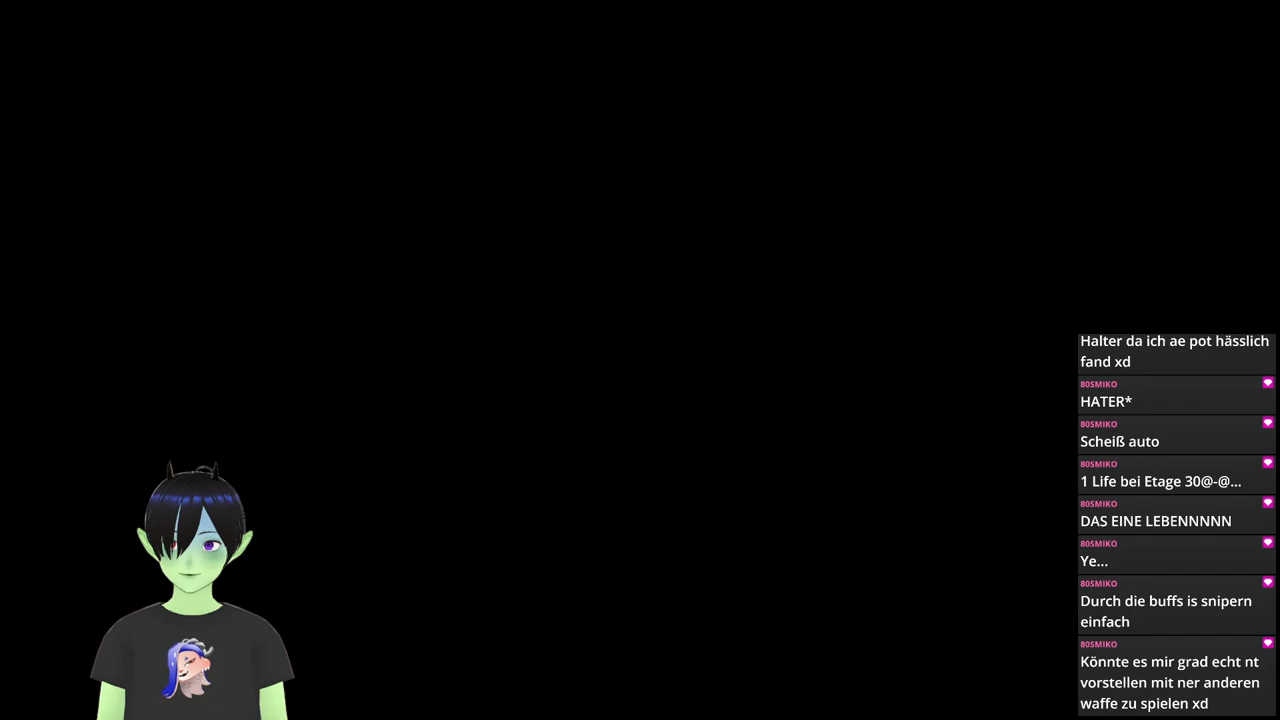 Halter da ich ae pot hässlich
fand xd
80SMIKO
HATER*
80SMIKO
Scheiß auto
80SMIKO
1 Life bei Etage 30@-@...
80SMIKO
DAS EINE LEBENNNNN
80SMIKO
Ye...
80SMIKO
Durch die buffs is snipern
einfach
80SMIKO
Könnte es mir grad echt nt
vorstellen mit ner anderen
waffe zu spielen xd